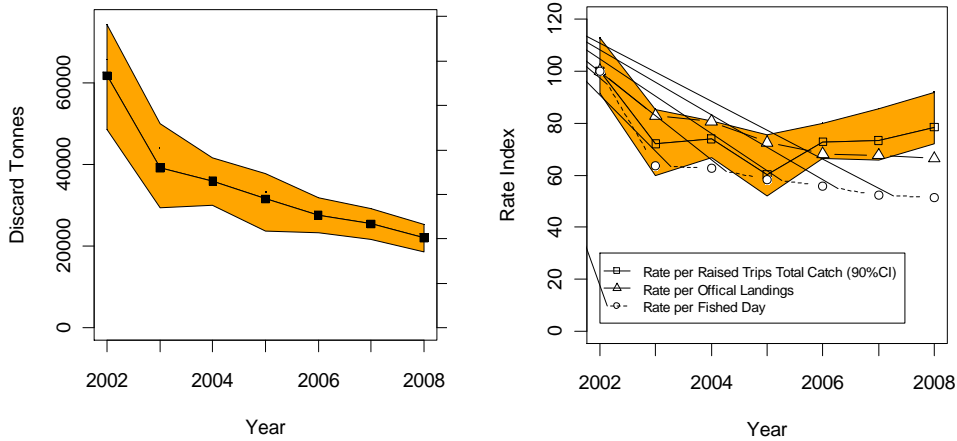 Discard Tonnes
60000
40000
20000
0
2002 2004 2006 2008
Year
Rate Index
120
100
80
60
40
20
0
Rate per Raised Trips Total Catch (90%CI)
Rate per Offical Landings
Rate per Fished Day
2002 2004 2006 2008
Year